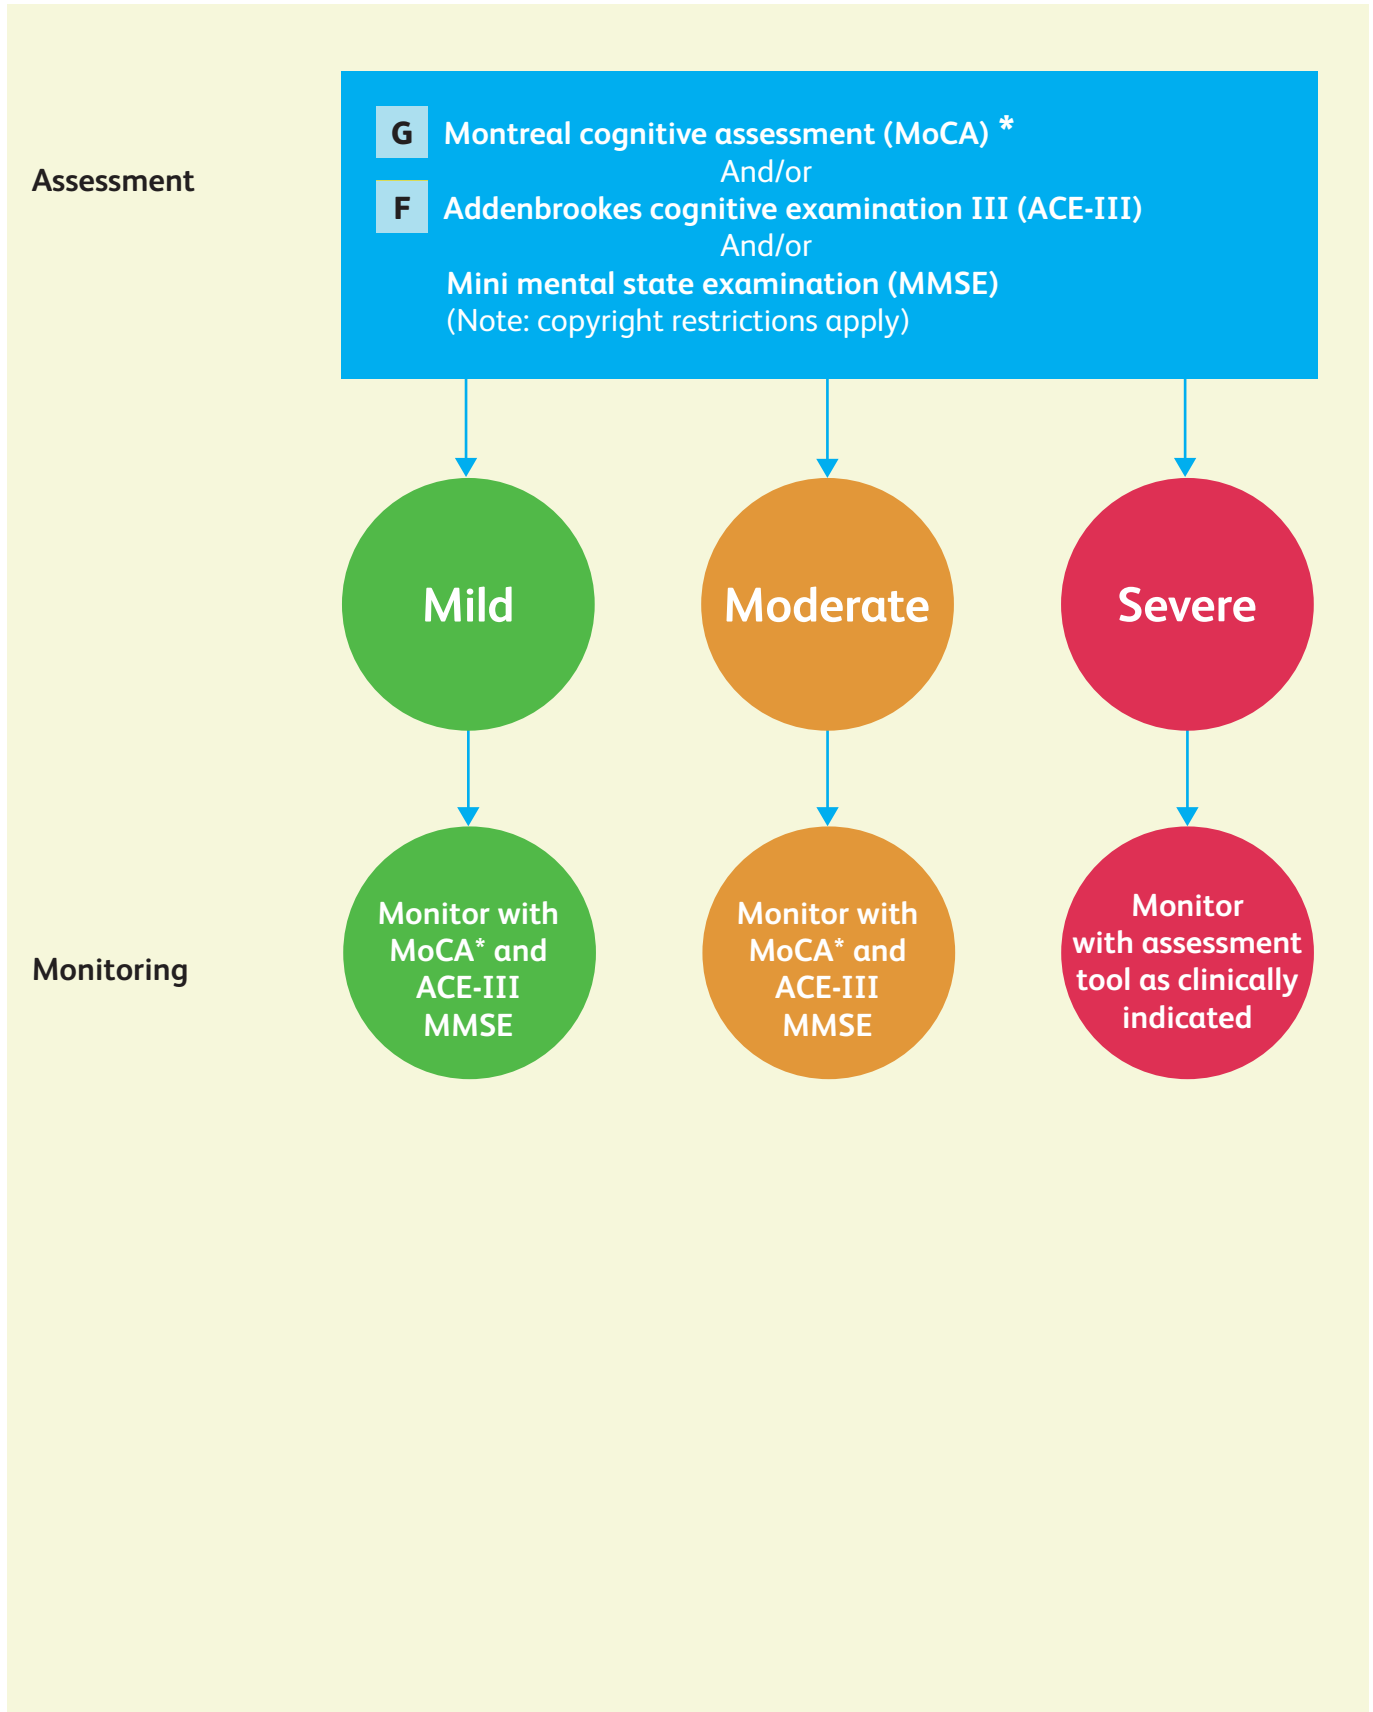 Assessment
G Montreal cognitive assessment (MoCA) *
And/or
F Addenbrookes cognitive examination III (ACE-III)
And/or
Mini mental state examination (MMSE)
(Note: copyright restrictions apply)
Mild
Moderate
Severe
Monitoring
Monitor with
MoCA* and
ACE-III
MMSE
Monitor with
MoCA* and
ACE-III
MMSE
Monitor
with assessment
tool as clinically
indicated